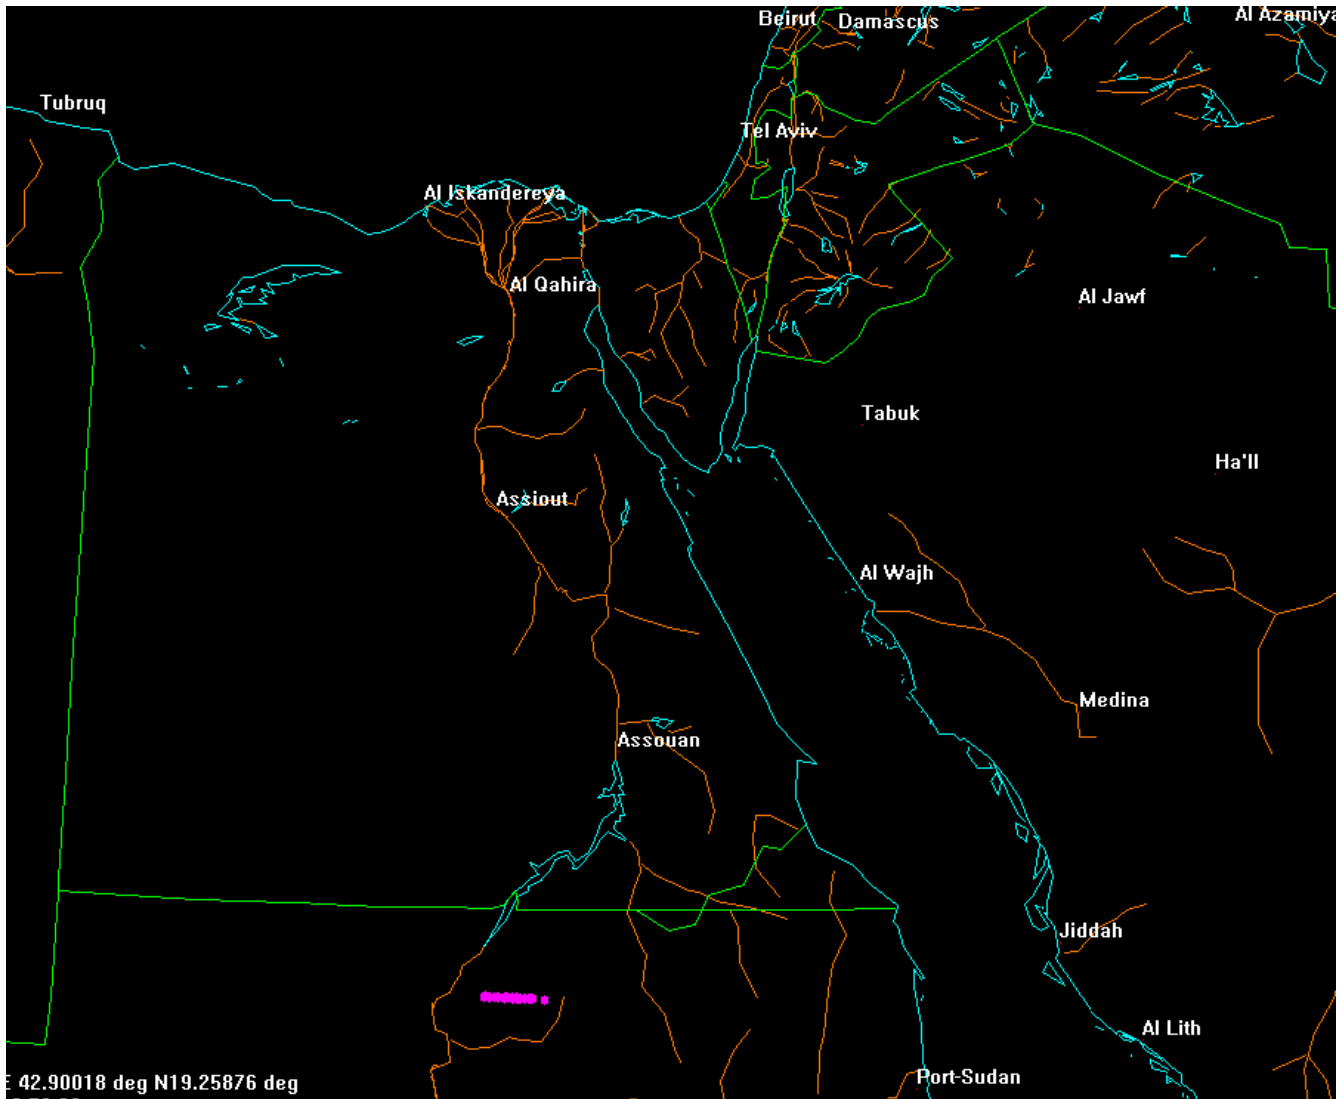 Beirut
Damascus
Al Azamiya
Tubruq
Tel Aviv
Al Iskandereya
Al Qahira
Al Jawf
Tabuk
Ha'Il
Assiout
Al Wajh
Medina
Assouan
Jiddah
Al Lith
Port-Sudan
E 42.90018 deg N19.25876 deg